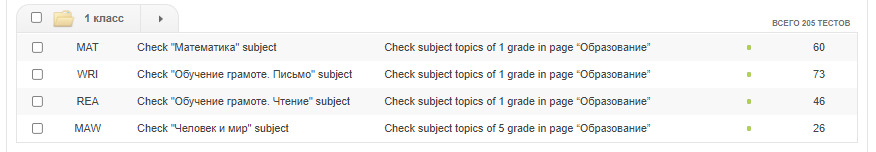 1 класс
ВСЕГО 205 ТЕСТОВ
MAT Check "Математика" subject Check subject topics of 1 grade in page “Образование” 60
WRI Check "Обучение грамоте. Письмо" subject Check subject topics of 1 grade in page “Образование” 73
REA Check "Обучение грамоте. Чтение" subject Check subject topics of 1 grade in page “Образование” 46
MAW Check "Человек и мир" subject Check subject topics of 5 grade in page “Образование” 26